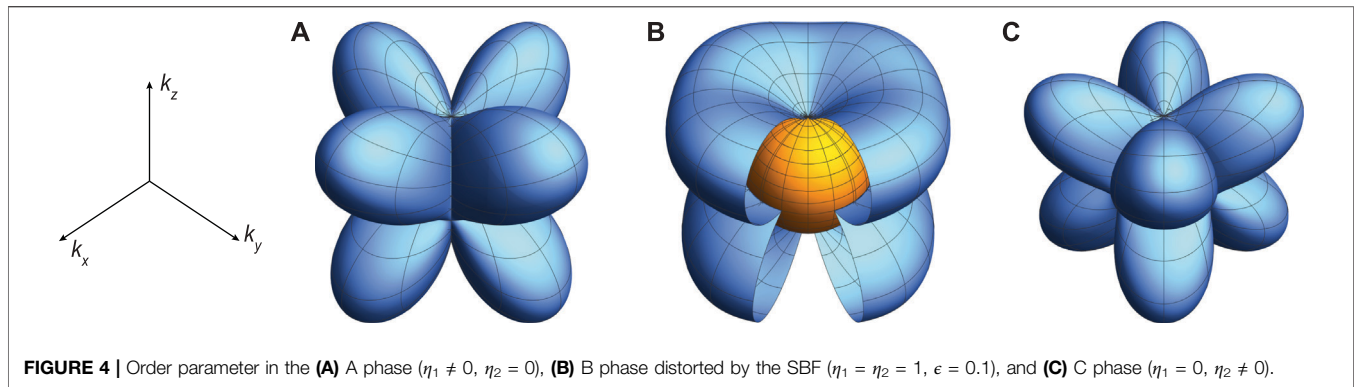 A
B
C
k_z
k_x
k_y
FIGURE 4 | Order parameter in the (A) A phase (η₁ ≠ 0, η₂ = 0), (B) B phase distorted by the SBF (η₁ = η₂ = 1, ϵ = 0.1), and (C) C phase (η₁ = 0, η₂ ≠ 0).